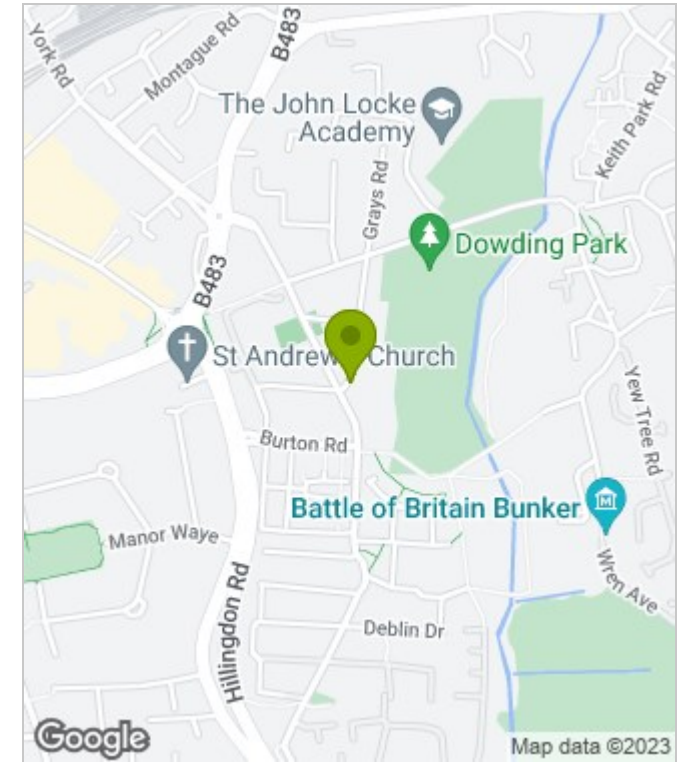 York Rd
Montague Rd
B483
The John Locke
Academy
Grays Rd
Keith Park Rd
Dowding Park
B483
St Andrew
Church
Burton Rd
Yew Tree Rd
Battle of Britain Bunker
M
Manor Waye
Wren Ave
Hillingdon Rd
Deblin Dr
Google
Map data ©2023